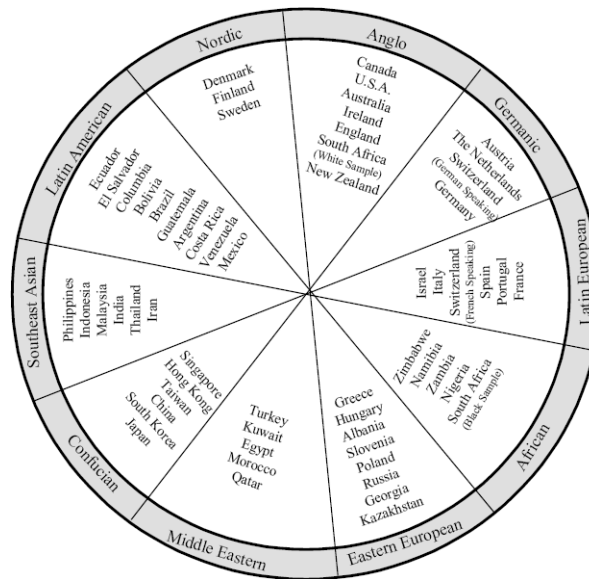 Nordic
Denmark
Finland
Sweden
Anglo
Canada
U.S.A.
Australia
Ireland
England
South Africa
(White Sample)
New Zealand
Germanic
Austria
The Netherlands
Switzerland
(German Speaking)
Germany
Latin European
Israel
Italy
Switzerland
(French Speaking)
Spain
Portugal
France
African
Zimbabwe
Namibia
Zambia
Nigeria
South Africa
(Black Sample)
Eastern European
Greece
Hungary
Albania
Slovenia
Poland
Russia
Georgia
Kazakhstan
Middle Eastern
Turkey
Kuwait
Egypt
Morocco
Qatar
Confucian
Singapore
Hong Kong
Taiwan
China
South Korea
Japan
Southeast Asian
Philippines
Indonesia
Malaysia
India
Thailand
Iran
Latin American
Ecuador
El Salvador
Columbia
Bolivia
Brazil
Guatemala
Argentina
Costa Rica
Venezuela
Mexico